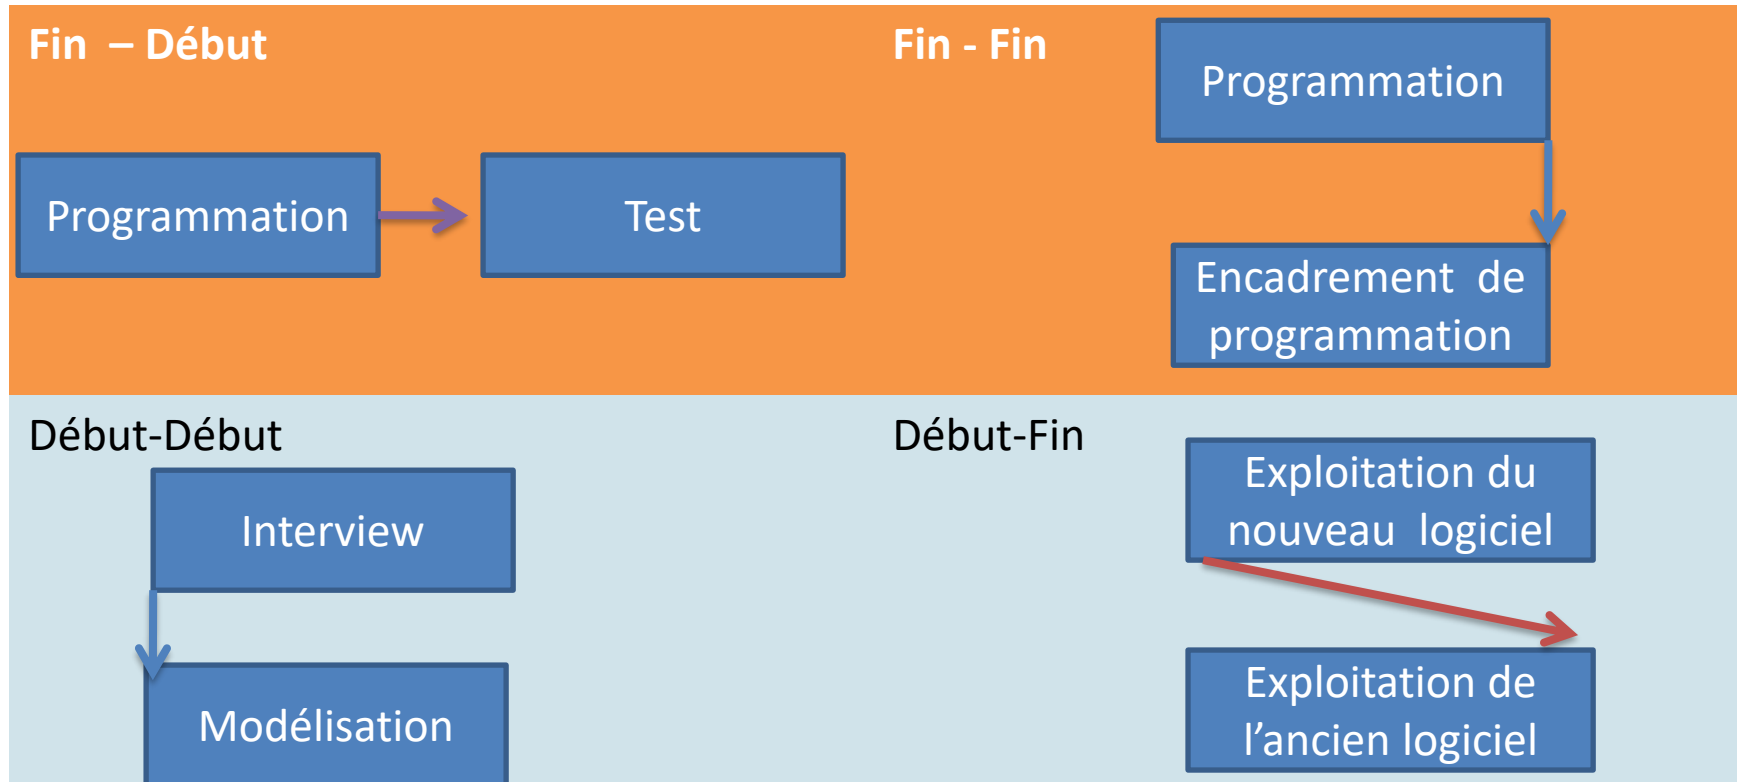 Fin – Début
Programmation
Test
Fin - Fin
Programmation
Encadrement de
programmation
Début-Début
Interview
Modélisation
Début-Fin
Exploitation du
nouveau logiciel
Exploitation de
l’ancien logiciel